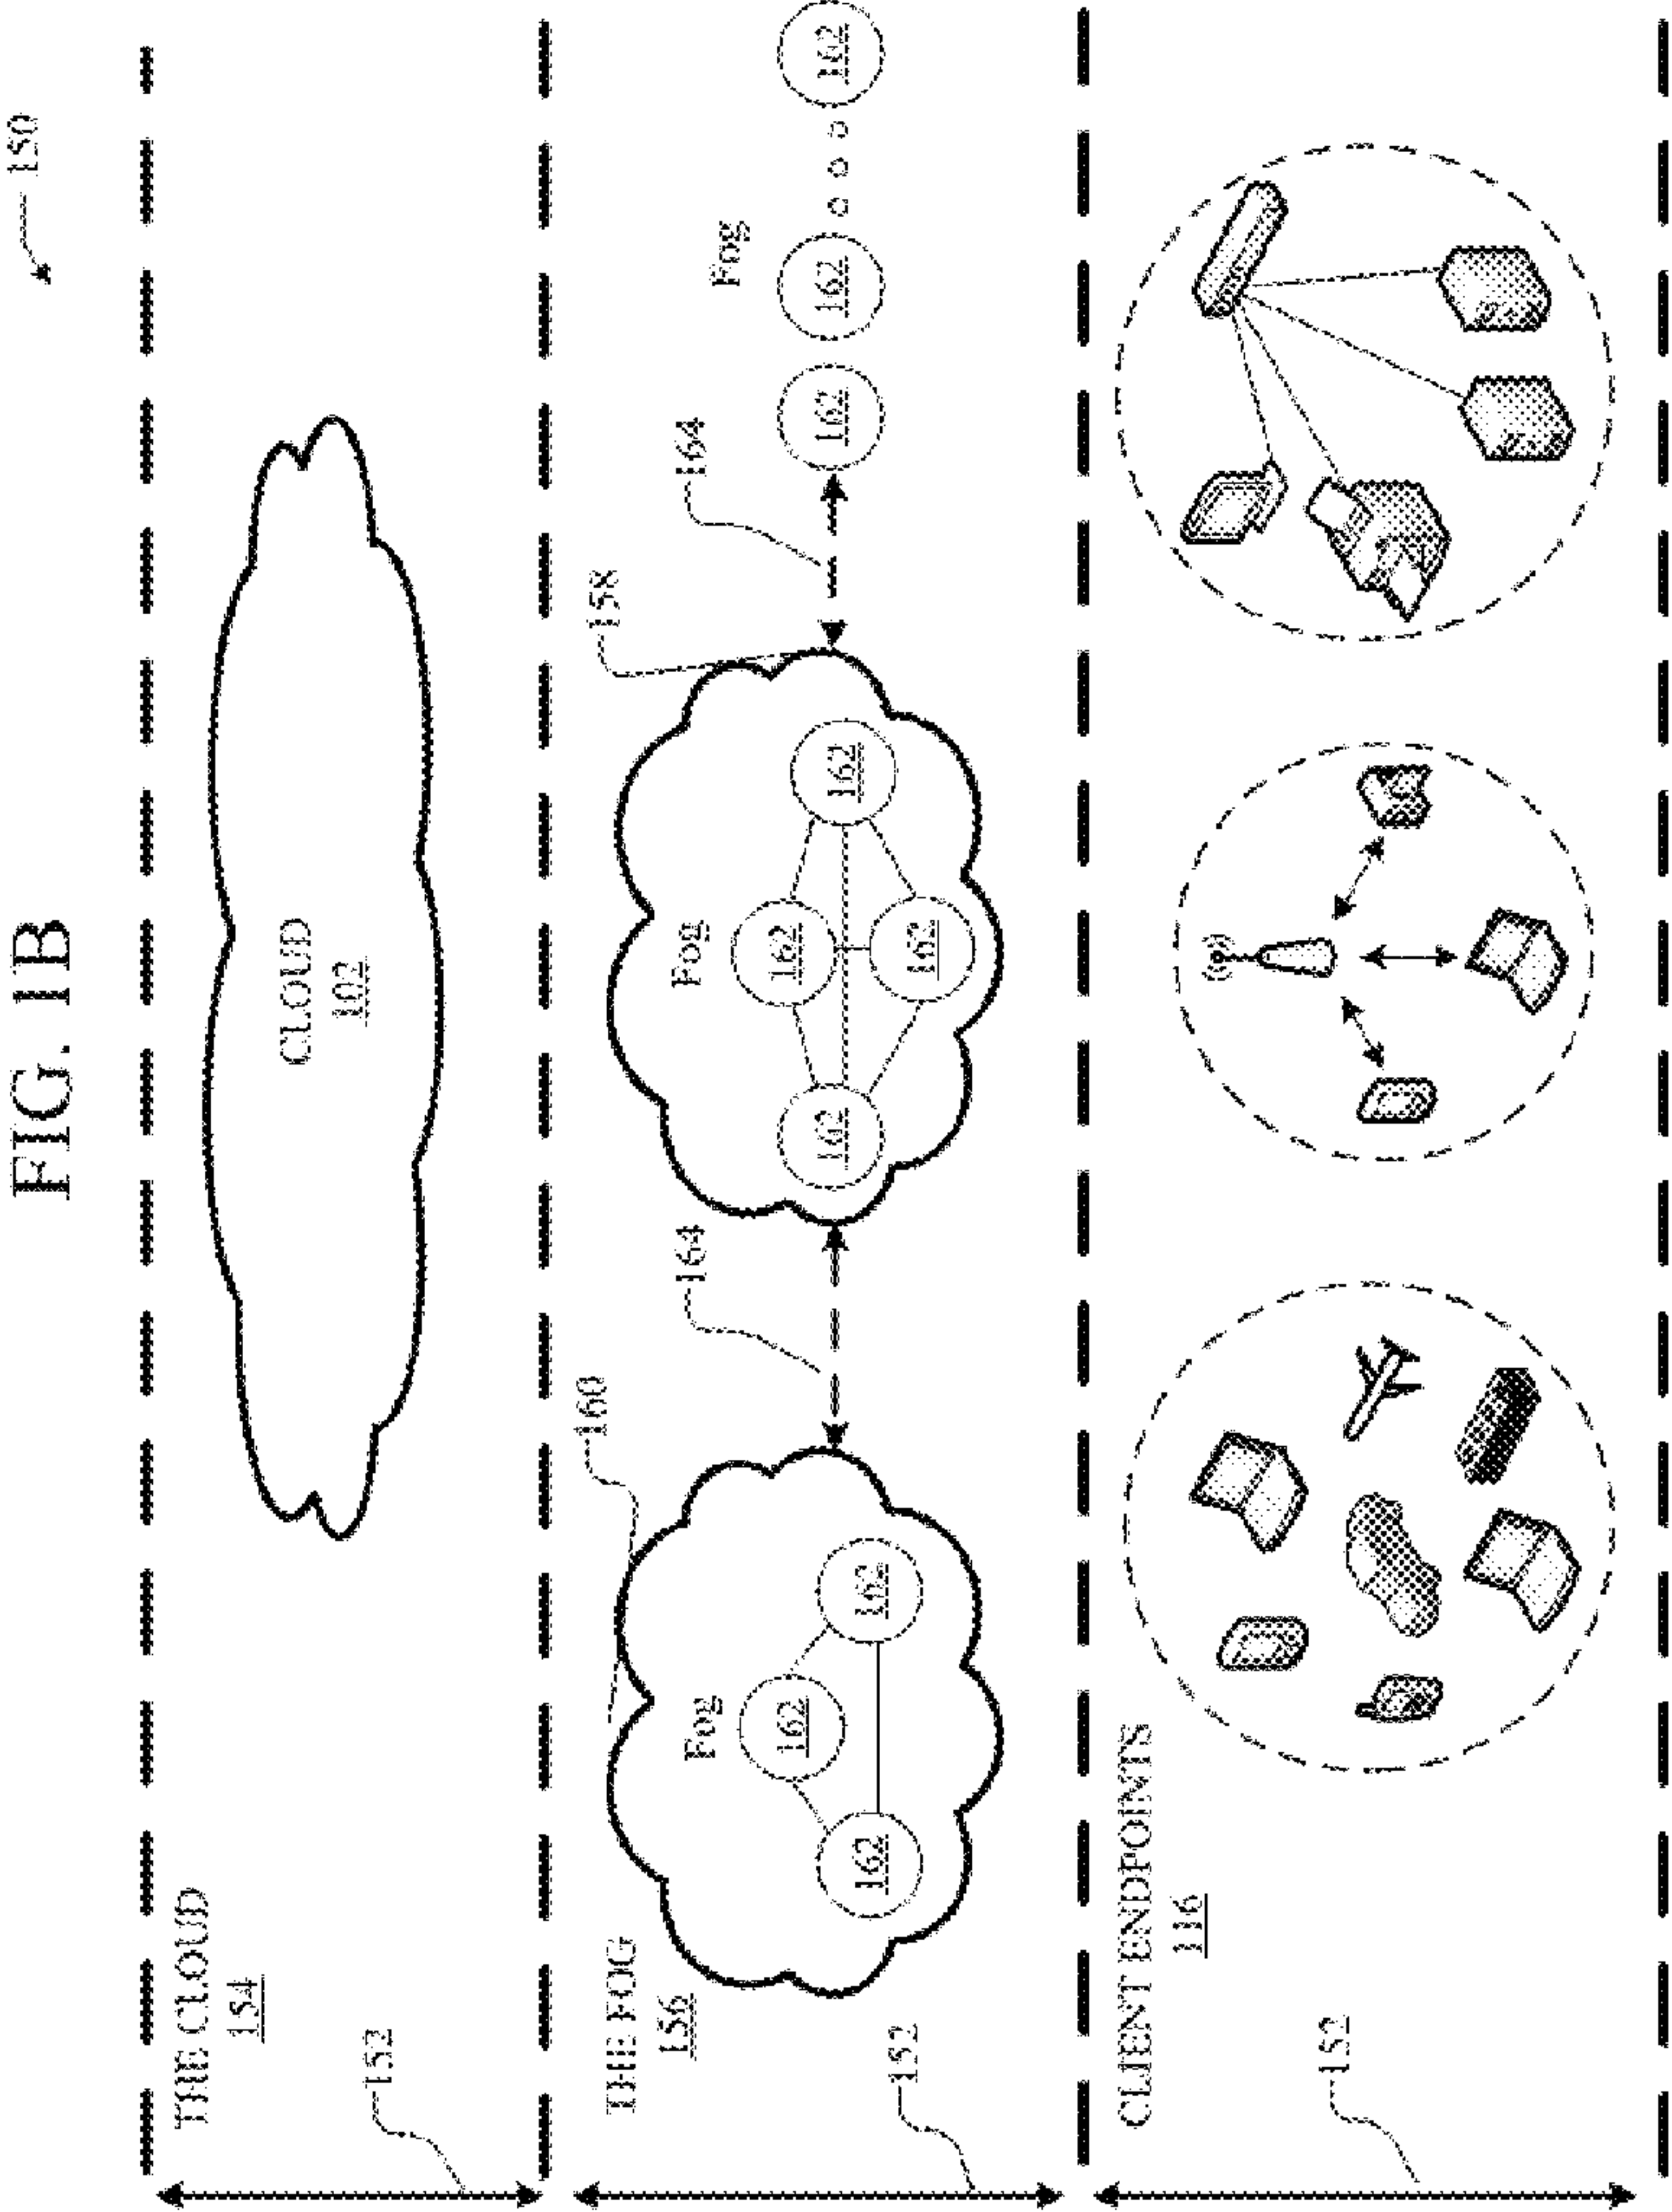 FIG. 1B
150
THE CLOUD
154
CLOUD
102
152
THE FOG
156
160
164
158
164
Fog
Fog
Fog
162
162
162
162
162
162
162
162
162
162
152
CLIENT ENDPOINTS
116
152